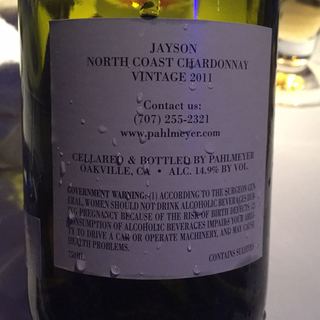 JAYSON
NORTH COAST CHARDONNAY
VINTAGE 2011
Contact us:
(707) 255-2321
www.pahlmeyer.com
CELLARED & BOTTLED BY PAHLMEYER
OAKVILLE, CA • ALC. 14.9% BY VOL.
GOVERNMENT WARNING: (1) ACCORDING TO THE SURGEON GEN-
ERAL, WOMEN SHOULD NOT DRINK ALCOHOLIC BEVERAGES DUR-
ING PREGNANCY BECAUSE OF THE RISK OF BIRTH DEFECTS. (2)
CONSUMPTION OF ALCOHOLIC BEVERAGES IMPAIRS YOUR ABIL-
ITY TO DRIVE A CAR OR OPERATE MACHINERY, AND MAY CAUSE
HEALTH PROBLEMS.
750ML CONTAINS SULFITES